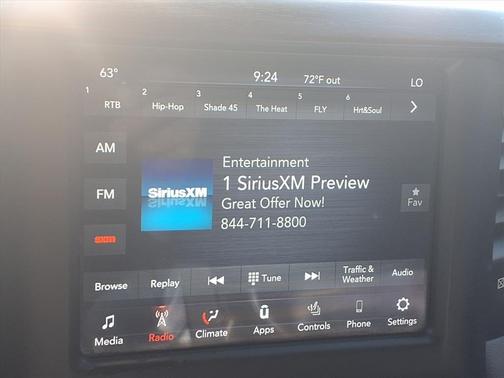 63° 9:24 72°F out LO
1 RTB 2 Hip-Hop 3 Shade 45 4 The Heat 5 FLY 6 Hrt&Soul
AM
FM
SiriusXM
Entertainment
1 SiriusXM Preview
Great Offer Now!
844-711-8800
Fav
Browse Replay Tune Traffic & Weather Audio
Media Radio Climate Apps Controls Phone Settings